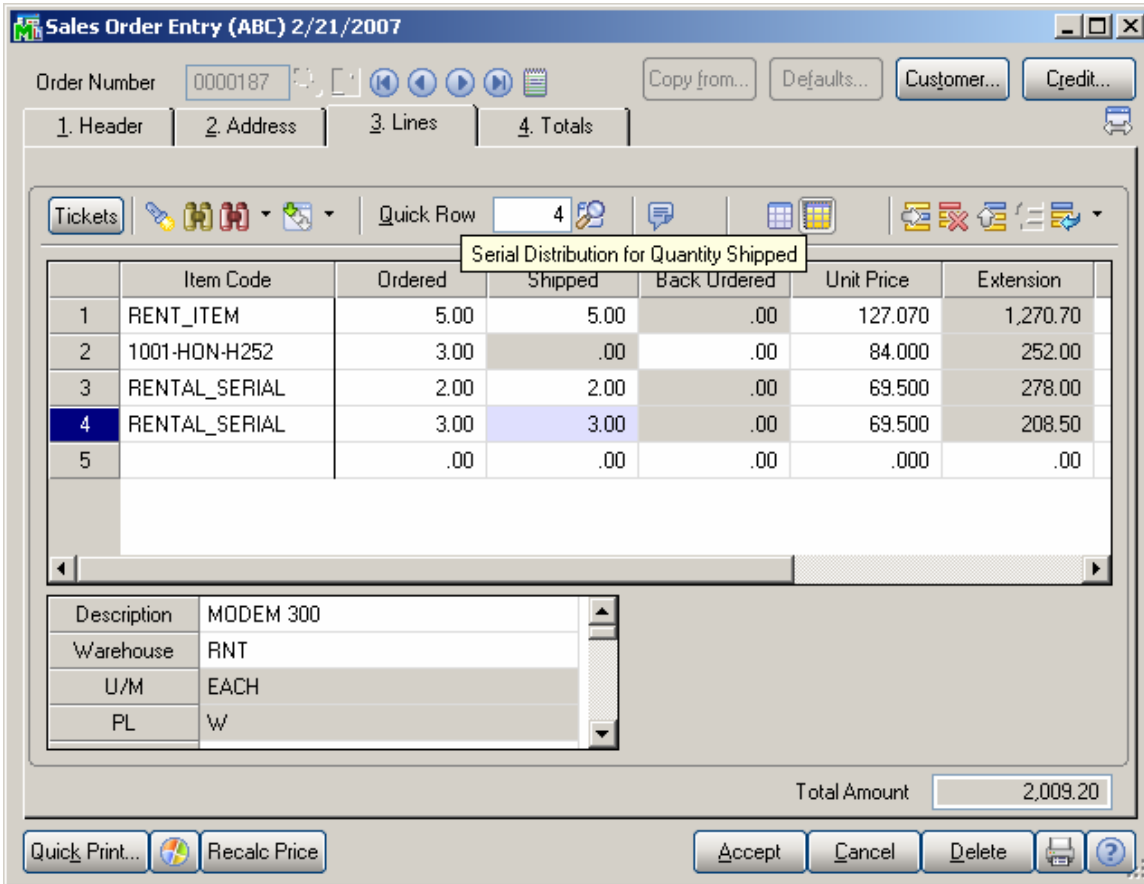 Sales Order Entry (ABC) 2/21/2007
Order Number 0000187 Copy from... Defaults... Customer... Credit...
1. Header 2. Address 3. Lines 4. Totals
Tickets Quick Row 4
Serial Distribution for Quantity Shipped
Item Code Ordered Shipped Back Ordered Unit Price Extension
1 RENT_ITEM 5.00 5.00 .00 127.070 1,270.70
2 1001-HON-H252 3.00 .00 .00 84.000 252.00
3 RENTAL_SERIAL 2.00 2.00 .00 69.500 278.00
4 RENTAL_SERIAL 3.00 3.00 .00 69.500 208.50
5 .00 .00 .00 .000 .00
Description MODEM 300
Warehouse RNT
U/M EACH
PL W
Total Amount 2,009.20
Quick Print... Recalc Price Accept Cancel Delete